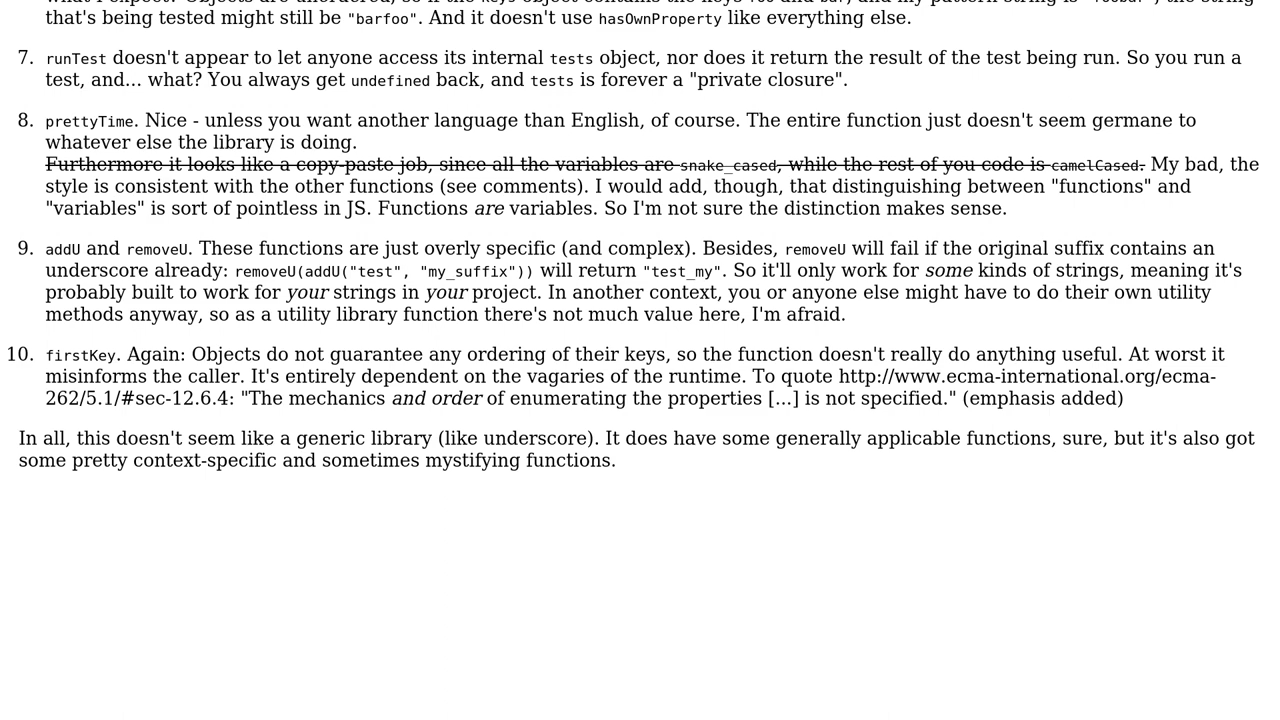 that's being tested might still be "barfoo". And it doesn't use hasOwnProperty like everything else.
7. runTest doesn't appear to let anyone access its internal tests object, nor does it return the result of the test being run. So you run a
test, and... what? You always get undefined back, and tests is forever a "private closure".
8. prettyTime. Nice - unless you want another language than English, of course. The entire function just doesn't seem germane to
whatever else the library is doing.
Furthermore it looks like a copy-paste job, since all the variables are snake_cased, while the rest of you code is camelCased. My bad, the
style is consistent with the other functions (see comments). I would add, though, that distinguishing between "functions" and
"variables" is sort of pointless in JS. Functions are variables. So I'm not sure the distinction makes sense.
9. addU and removeU. These functions are just overly specific (and complex). Besides, removeU will fail if the original suffix contains an
underscore already: removeU(addU("test", "my_suffix")) will return "test_my". So it'll only work for some kinds of strings, meaning it's
probably built to work for your strings in your project. In another context, you or anyone else might have to do their own utility
methods anyway, so as a utility library function there's not much value here, I'm afraid.
10. firstKey. Again: Objects do not guarantee any ordering of their keys, so the function doesn't really do anything useful. At worst it
misinforms the caller. It's entirely dependent on the vagaries of the runtime. To quote http://www.ecma-international.org/ecma-
262/5.1/#sec-12.6.4: "The mechanics and order of enumerating the properties [...] is not specified." (emphasis added)
In all, this doesn't seem like a generic library (like underscore). It does have some generally applicable functions, sure, but it's also got
some pretty context-specific and sometimes mystifying functions.